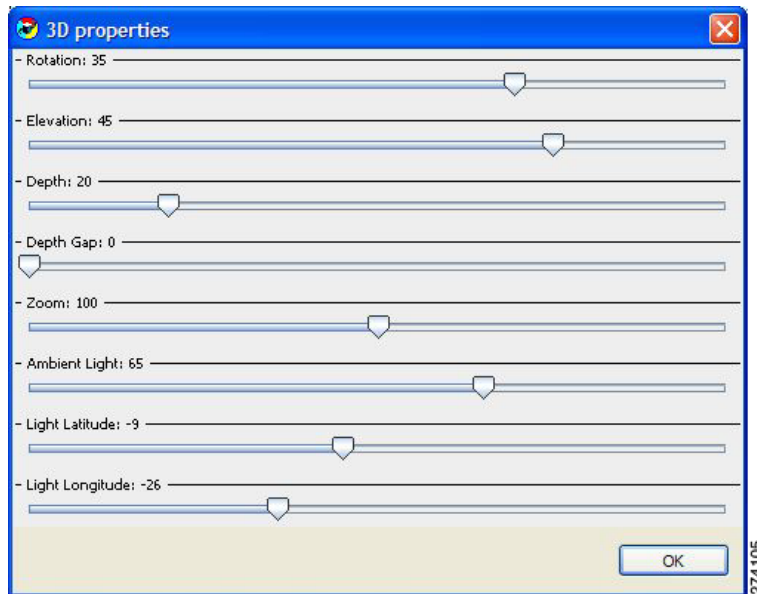 3D properties
Rotation: 35
Elevation: 45
Depth: 20
Depth Gap: 0
Zoom: 100
Ambient Light: 65
Light Latitude: -9
Light Longitude: -26
OK
274105